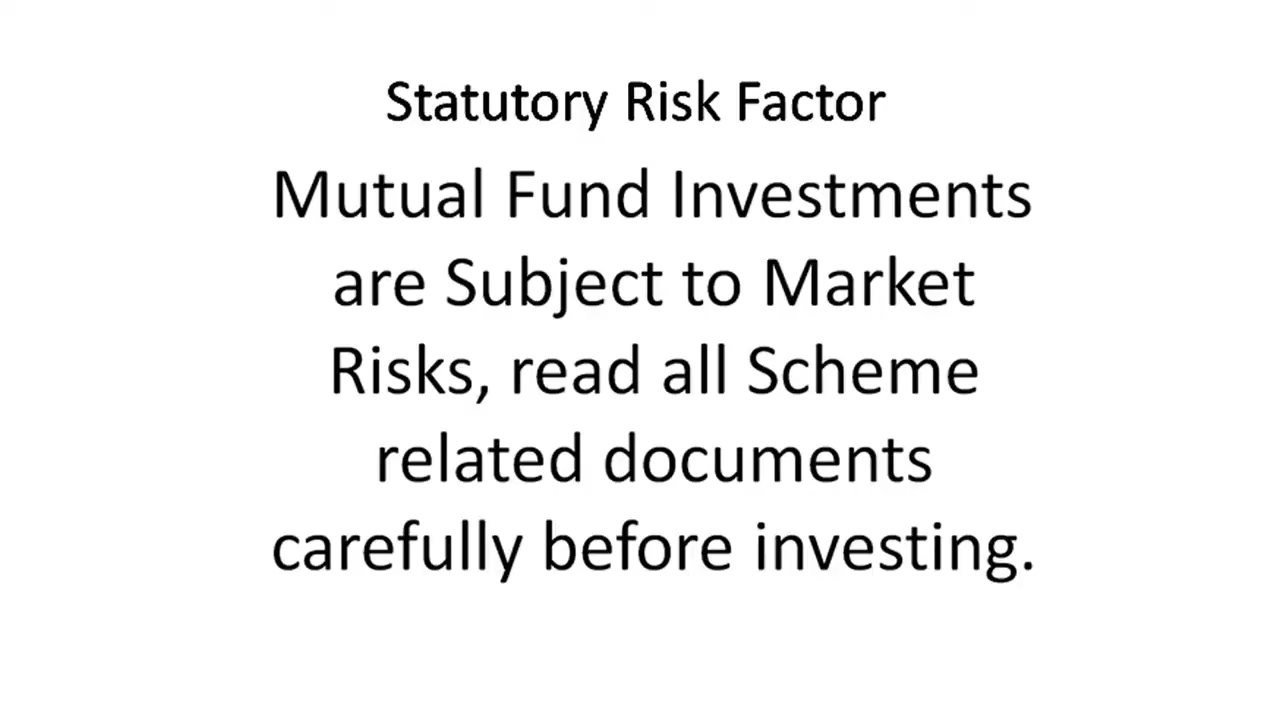 Statutory Risk Factor
Mutual Fund Investments
are Subject to Market
Risks, read all Scheme
related documents
carefully before investing.